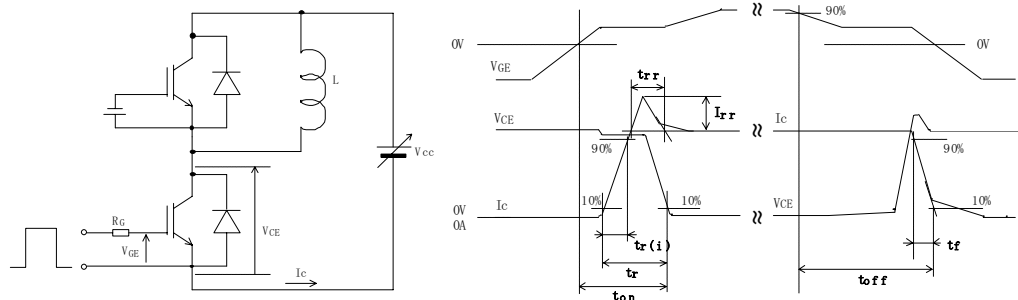 L
Vcc
RG
VGE
VCE
Ic
0V
VGE
90%
0V
trr
Irr
VCE
Ic
90%
90%
10%
10%
VCE
10%
0V
0A
Ic
tr(i)
tr
ton
tf
toff